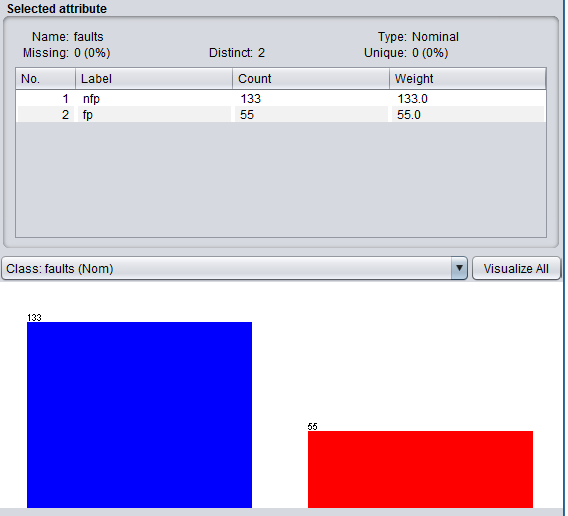 Selected attribute
Name: faults Type: Nominal
Missing: 0 (0%) Distinct: 2 Unique: 0 (0%)
No. Label Count Weight
1 nfp 133 133.0
2 fp 55 55.0
Class: faults (Nom) Visualize All
133
55